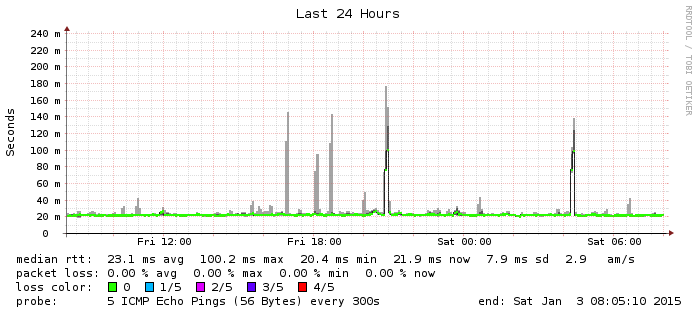 Last 24 Hours
RRDTOOL / TOBI OETIKER
Seconds
240 m
220 m
200 m
180 m
160 m
140 m
120 m
100 m
80 m
60 m
40 m
20 m
0
Fri 12:00 Fri 18:00 Sat 00:00 Sat 06:00
median rtt: 23.1 ms avg 100.2 ms max 20.4 ms min 21.9 ms now 7.9 ms sd 2.9 am/s
packet loss: 0.00 % avg 0.00 % max 0.00 % min 0.00 % now
loss color: 0 1/5 2/5 3/5 4/5
probe: 5 ICMP Echo Pings (56 Bytes) every 300s end: Sat Jan 3 08:05:10 2015